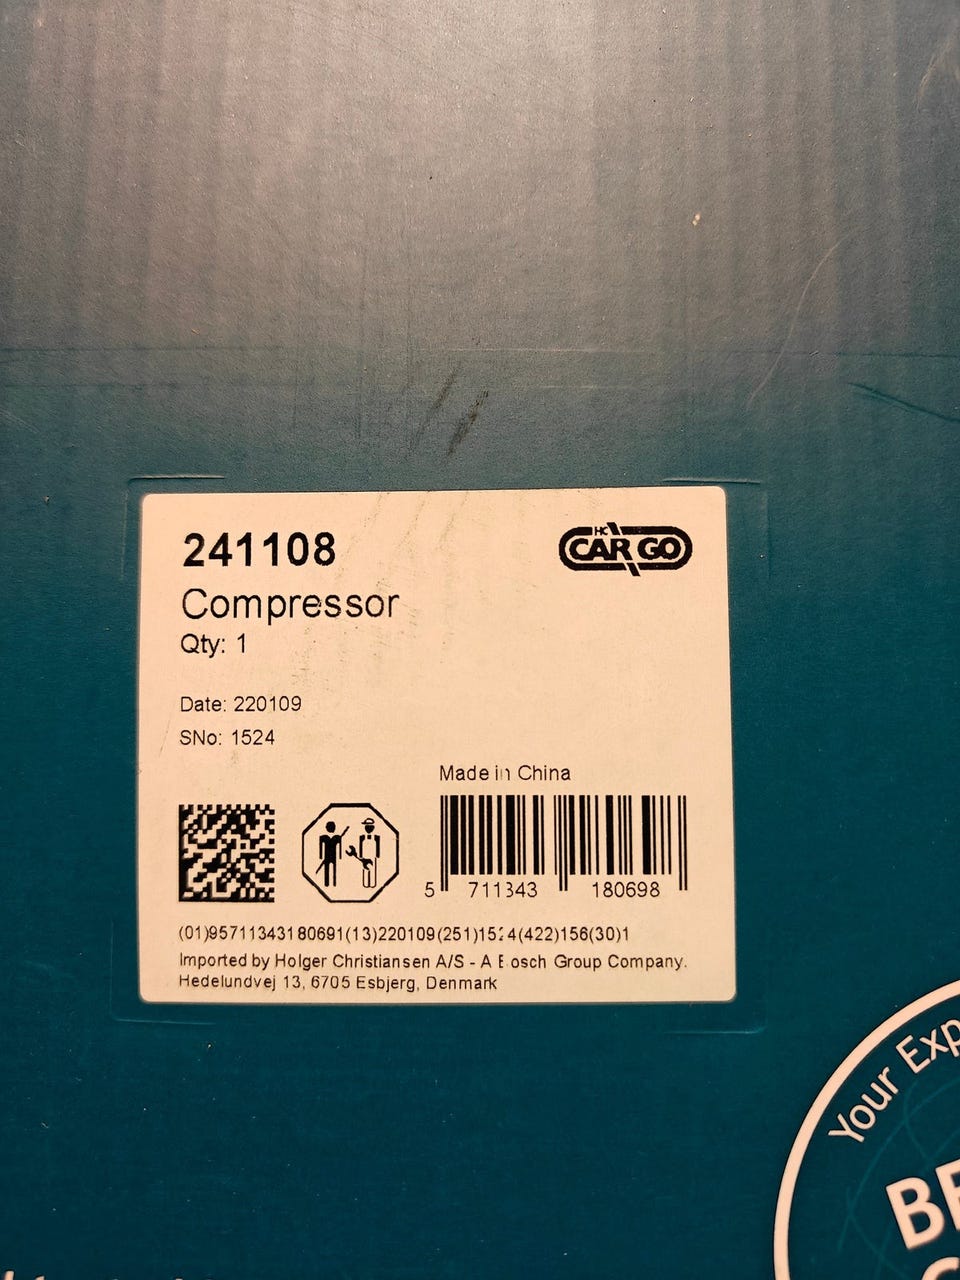 241108
HC
CARGO
Compressor
Qty: 1
Date: 220109
SNo: 1524
Made in China
5 711343 180698
(01)95711343180691(13)220109(251)1524(422)156(30)1
Imported by Holger Christiansen A/S - A Bosch Group Company.
Hedelundvej 13, 6705 Esbjerg, Denmark
Your